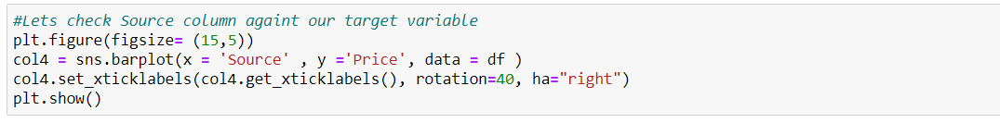 #Lets check Source column againt our target variable
plt.figure(figsize= (15,5))
col4 = sns.barplot(x = 'Source' , y ='Price', data = df )
col4.set_xticklabels(col4.get_xticklabels(), rotation=40, ha="right")
plt.show()